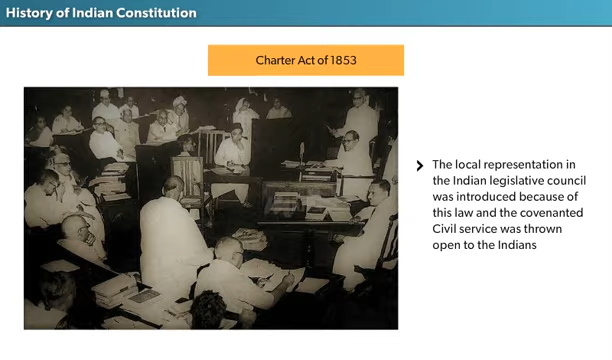 History of Indian Constitution
Charter Act of 1853
The local representation in
the Indian legislative council
was introduced because of
this law and the covenanted
Civil service was thrown
open to the Indians